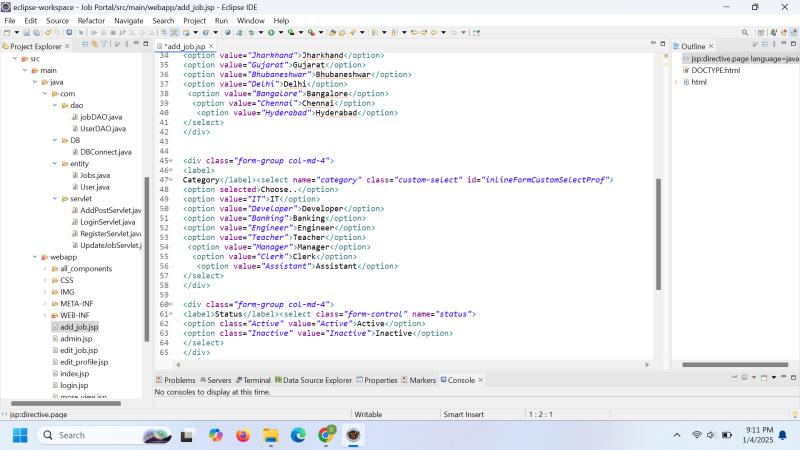 eclipse-workspace - Job Portal/src/main/webapp/add_job.jsp - Eclipse IDE
File Edit Source Refactor Navigate Search Project Run Window Help
Project Explorer
src
main
java
com
dao
jobDAO.java
UserDAO.java
DB
DBConnect.java
entity
Jobs.java
User.java
servlet
AddPostServlet.java
LoginServlet.java
RegisterServlet.java
UpdateJobServlet.j
webapp
all_components
CSS
IMG
META-INF
WEB-INF
add_job.jsp
admin.jsp
edit_job.jsp
edit_profile.jsp
index.jsp
login.jsp
more_view.jsp
*add_job.jsp
34 <option value="Jharkhand">Jharkhand</option>
35 <option value="Gujarat">Gujarat</option>
36 <option value="Bhubaneshwar">Bhubaneshwar</option>
37 <option value="Delhi">Delhi</option>
38 <option value="Bangalore">Bangalore</option>
39 <option value="Chennai">Chennai</option>
40 <option value="Hyderabad">Hyderabad</option>
41 </select>
42 </div>
43
44
45 <div class="form-group col-md-4">
46 <label>
47 Category</label><select name="category" class="custom-select" id="inlineFormCustomSelectProf">
48 <option selected>Choose..</option>
49 <option value="IT">IT</option>
50 <option value="Developer">Developer</option>
51 <option value="Banking">Banking</option>
52 <option value="Engineer">Engineer</option>
53 <option value="Teacher">Teacher</option>
54 <option value="Manager">Manager</option>
55 <option value="Clerk">Clerk</option>
56 <option value="Assistant">Assistant</option>
57 </select>
58 </div>
59
60 <div class="form-group col-md-4">
61 <label>Status</label><select class="form-control" name="status">
62 <option class="Active" value="Active">Active</option>
63 <option class="Inactive" value="Inactive">Inactive</option>
64 </select>
65 </div>
Outline
jsp:directive.page language=java
DOCTYPE:html
html
Problems Servers Terminal Data Source Explorer Properties Markers Console
No consoles to display at this time.
jsp:directive.page Writable Smart Insert 1 : 2 : 1
Search
9:11 PM
1/4/2025